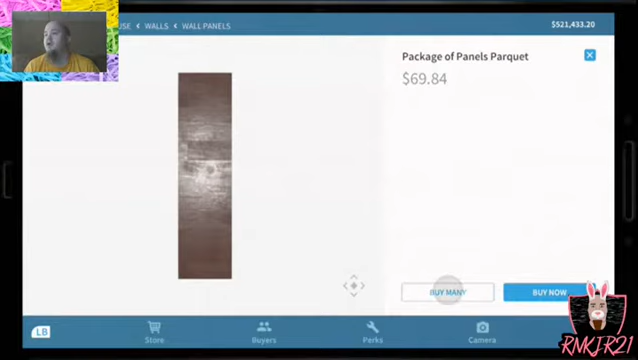 USE < WALLS < WALL PANELS
$521,433.20
Package of Panels Parquet
$69.84
BUY MANY
BUY NOW
LB
Store
Buyers
Perks
Camera
RNKJR21